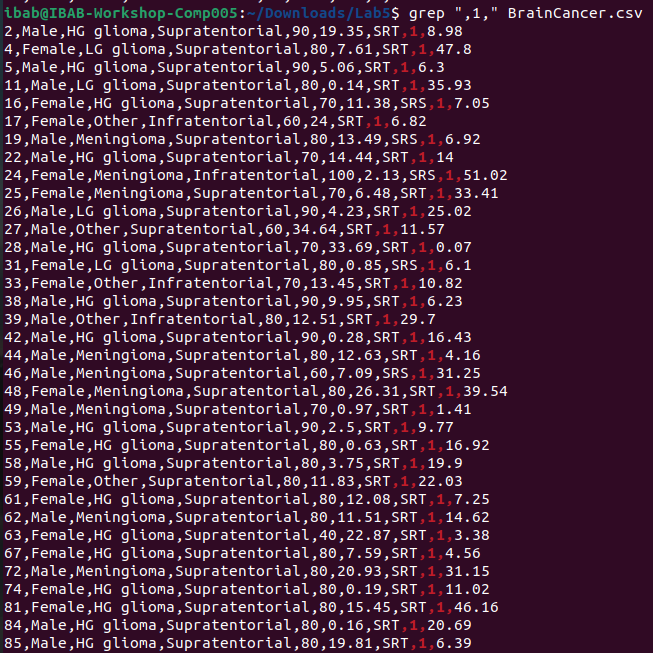 ibab@IBAB-Workshop-Comp005:~/Downloads/Lab5$ grep ",1," BrainCancer.csv
2,Male,HG glioma,Supratentorial,90,19.35,SRT,1,8.98
4,Female,LG glioma,Supratentorial,80,7.61,SRT,1,47.8
5,Male,HG glioma,Supratentorial,90,5.06,SRT,1,6.3
11,Male,LG glioma,Supratentorial,80,0.14,SRT,1,35.93
16,Female,HG glioma,Supratentorial,70,11.38,SRS,1,7.05
17,Female,Other,Infratentorial,60,24,SRT,1,6.82
19,Male,Meningioma,Supratentorial,80,13.49,SRS,1,6.92
22,Male,HG glioma,Supratentorial,70,14.44,SRT,1,14
24,Female,Meningioma,Infratentorial,100,2.13,SRS,1,51.02
25,Female,Meningioma,Supratentorial,70,6.48,SRT,1,33.41
26,Male,LG glioma,Supratentorial,90,4.23,SRT,1,25.02
27,Male,Other,Supratentorial,60,34.64,SRT,1,11.57
28,Male,HG glioma,Supratentorial,70,33.69,SRT,1,0.07
31,Female,LG glioma,Supratentorial,80,0.85,SRS,1,6.1
33,Female,Other,Infratentorial,70,13.45,SRT,1,10.82
38,Male,HG glioma,Supratentorial,90,9.95,SRT,1,6.23
39,Male,Other,Infratentorial,80,12.51,SRT,1,29.7
42,Male,HG glioma,Supratentorial,90,0.28,SRT,1,16.43
44,Male,Meningioma,Supratentorial,80,12.63,SRT,1,4.16
46,Male,Meningioma,Supratentorial,60,7.09,SRS,1,31.25
48,Female,Meningioma,Supratentorial,80,26.31,SRT,1,39.54
49,Male,Meningioma,Supratentorial,70,0.97,SRT,1,1.41
53,Male,HG glioma,Supratentorial,90,2.5,SRT,1,9.77
55,Female,HG glioma,Supratentorial,80,0.63,SRT,1,16.92
58,Male,HG glioma,Supratentorial,80,3.75,SRT,1,19.9
59,Female,Other,Supratentorial,80,11.83,SRT,1,22.03
61,Female,HG glioma,Supratentorial,80,12.08,SRT,1,7.25
62,Male,Meningioma,Supratentorial,80,11.51,SRT,1,14.62
63,Female,HG glioma,Supratentorial,40,22.87,SRT,1,3.38
67,Female,HG glioma,Supratentorial,80,7.59,SRT,1,4.56
72,Male,Meningioma,Supratentorial,80,20.93,SRT,1,31.15
74,Female,HG glioma,Supratentorial,80,0.19,SRT,1,11.02
81,Female,HG glioma,Supratentorial,80,15.45,SRT,1,46.16
84,Male,HG glioma,Supratentorial,80,0.16,SRT,1,20.69
85,Male,HG glioma,Supratentorial,80,19.81,SRT,1,6.39